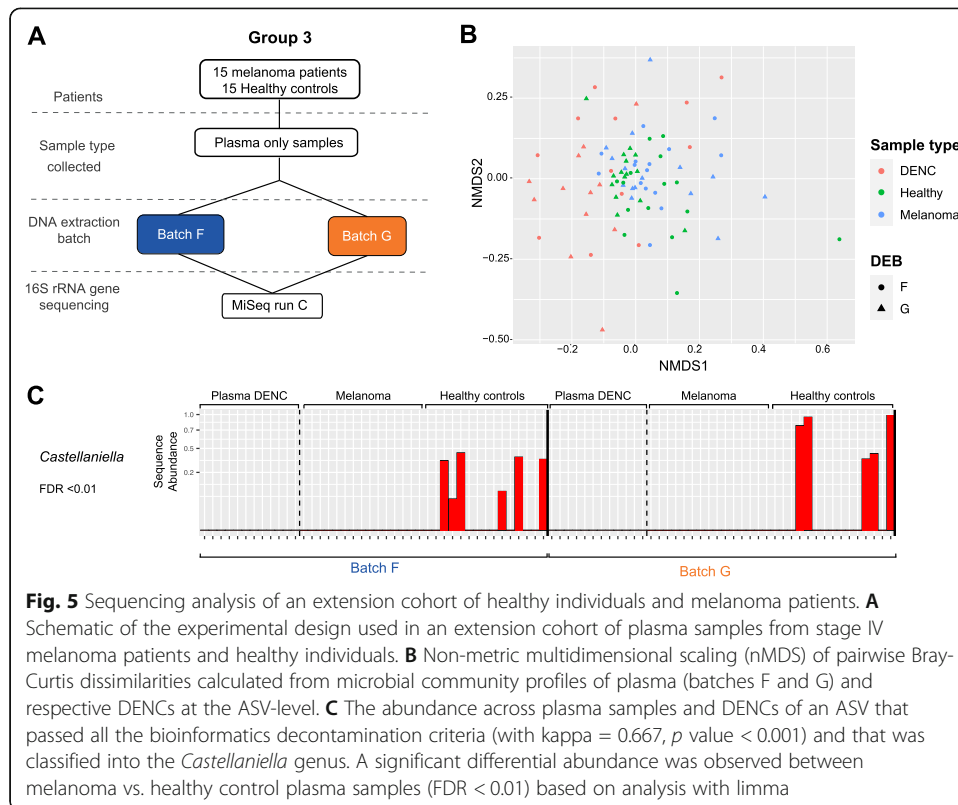 A
Group 3
15 melanoma patients
15 Healthy controls
Patients
Plasma only samples
Sample type
collected
DNA extraction
batch
Batch F
Batch G
16S rRNA gene
sequencing
MiSeq run C
B
0.25
0.00
−0.25
−0.50
NMDS2
−0.2
0.0
0.2
0.4
0.6
NMDS1
Sample type
DENC
Healthy
Melanoma
DEB
F
G
C
Plasma DENC
Melanoma
Healthy controls
Plasma DENC
Melanoma
Healthy controls
Castellaniella
FDR <0.01
Sequence
Abundance
1.0
0.7
0.5
0.2
Batch F
Batch G
Fig. 5 Sequencing analysis of an extension cohort of healthy individuals and melanoma patients. A
Schematic of the experimental design used in an extension cohort of plasma samples from stage IV
melanoma patients and healthy individuals. B Non-metric multidimensional scaling (nMDS) of pairwise Bray-
Curtis dissimilarities calculated from microbial community profiles of plasma (batches F and G) and
respective DENCs at the ASV-level. C The abundance across plasma samples and DENCs of an ASV that
passed all the bioinformatics decontamination criteria (with kappa = 0.667, p value < 0.001) and that was
classified into the Castellaniella genus. A significant differential abundance was observed between
melanoma vs. healthy control plasma samples (FDR < 0.01) based on analysis with limma